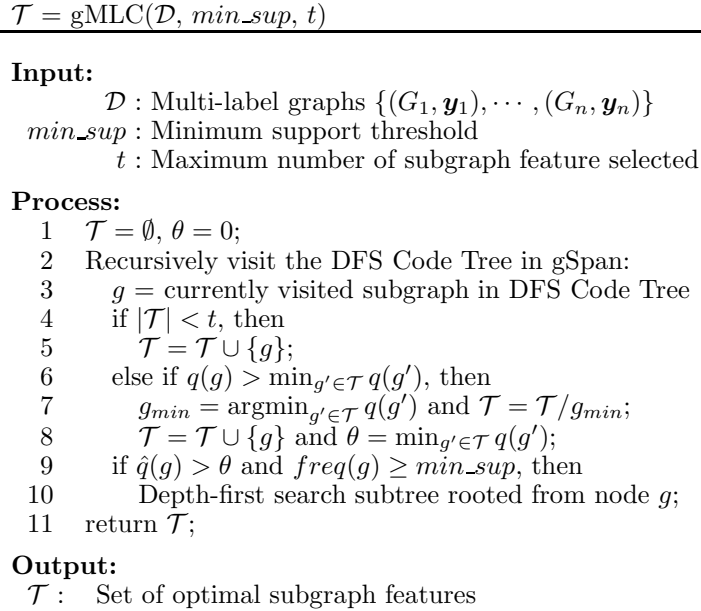 𝒯 = gMLC(𝒟, min_sup, t)
Input:
𝒟 : Multi-label graphs {(G₁, 𝒚₁), ⋯ , (Gₙ, 𝒚ₙ)}
min_sup : Minimum support threshold
t : Maximum number of subgraph feature selected
Process:
1 𝒯 = ∅, θ = 0;
2 Recursively visit the DFS Code Tree in gSpan:
3 g = currently visited subgraph in DFS Code Tree
4 if |𝒯| < t, then
5 𝒯 = 𝒯 ∪ {g};
6 else if q(g) > min_{g′∈𝒯} q(g′), then
7 g_{min} = argmin_{g′∈𝒯} q(g′) and 𝒯 = 𝒯/g_{min};
8 𝒯 = 𝒯 ∪ {g} and θ = min_{g′∈𝒯} q(g′);
9 if q̂(g) > θ and freq(g) ≥ min_sup, then
10 Depth-first search subtree rooted from node g;
11 return 𝒯;
Output:
𝒯 : Set of optimal subgraph features